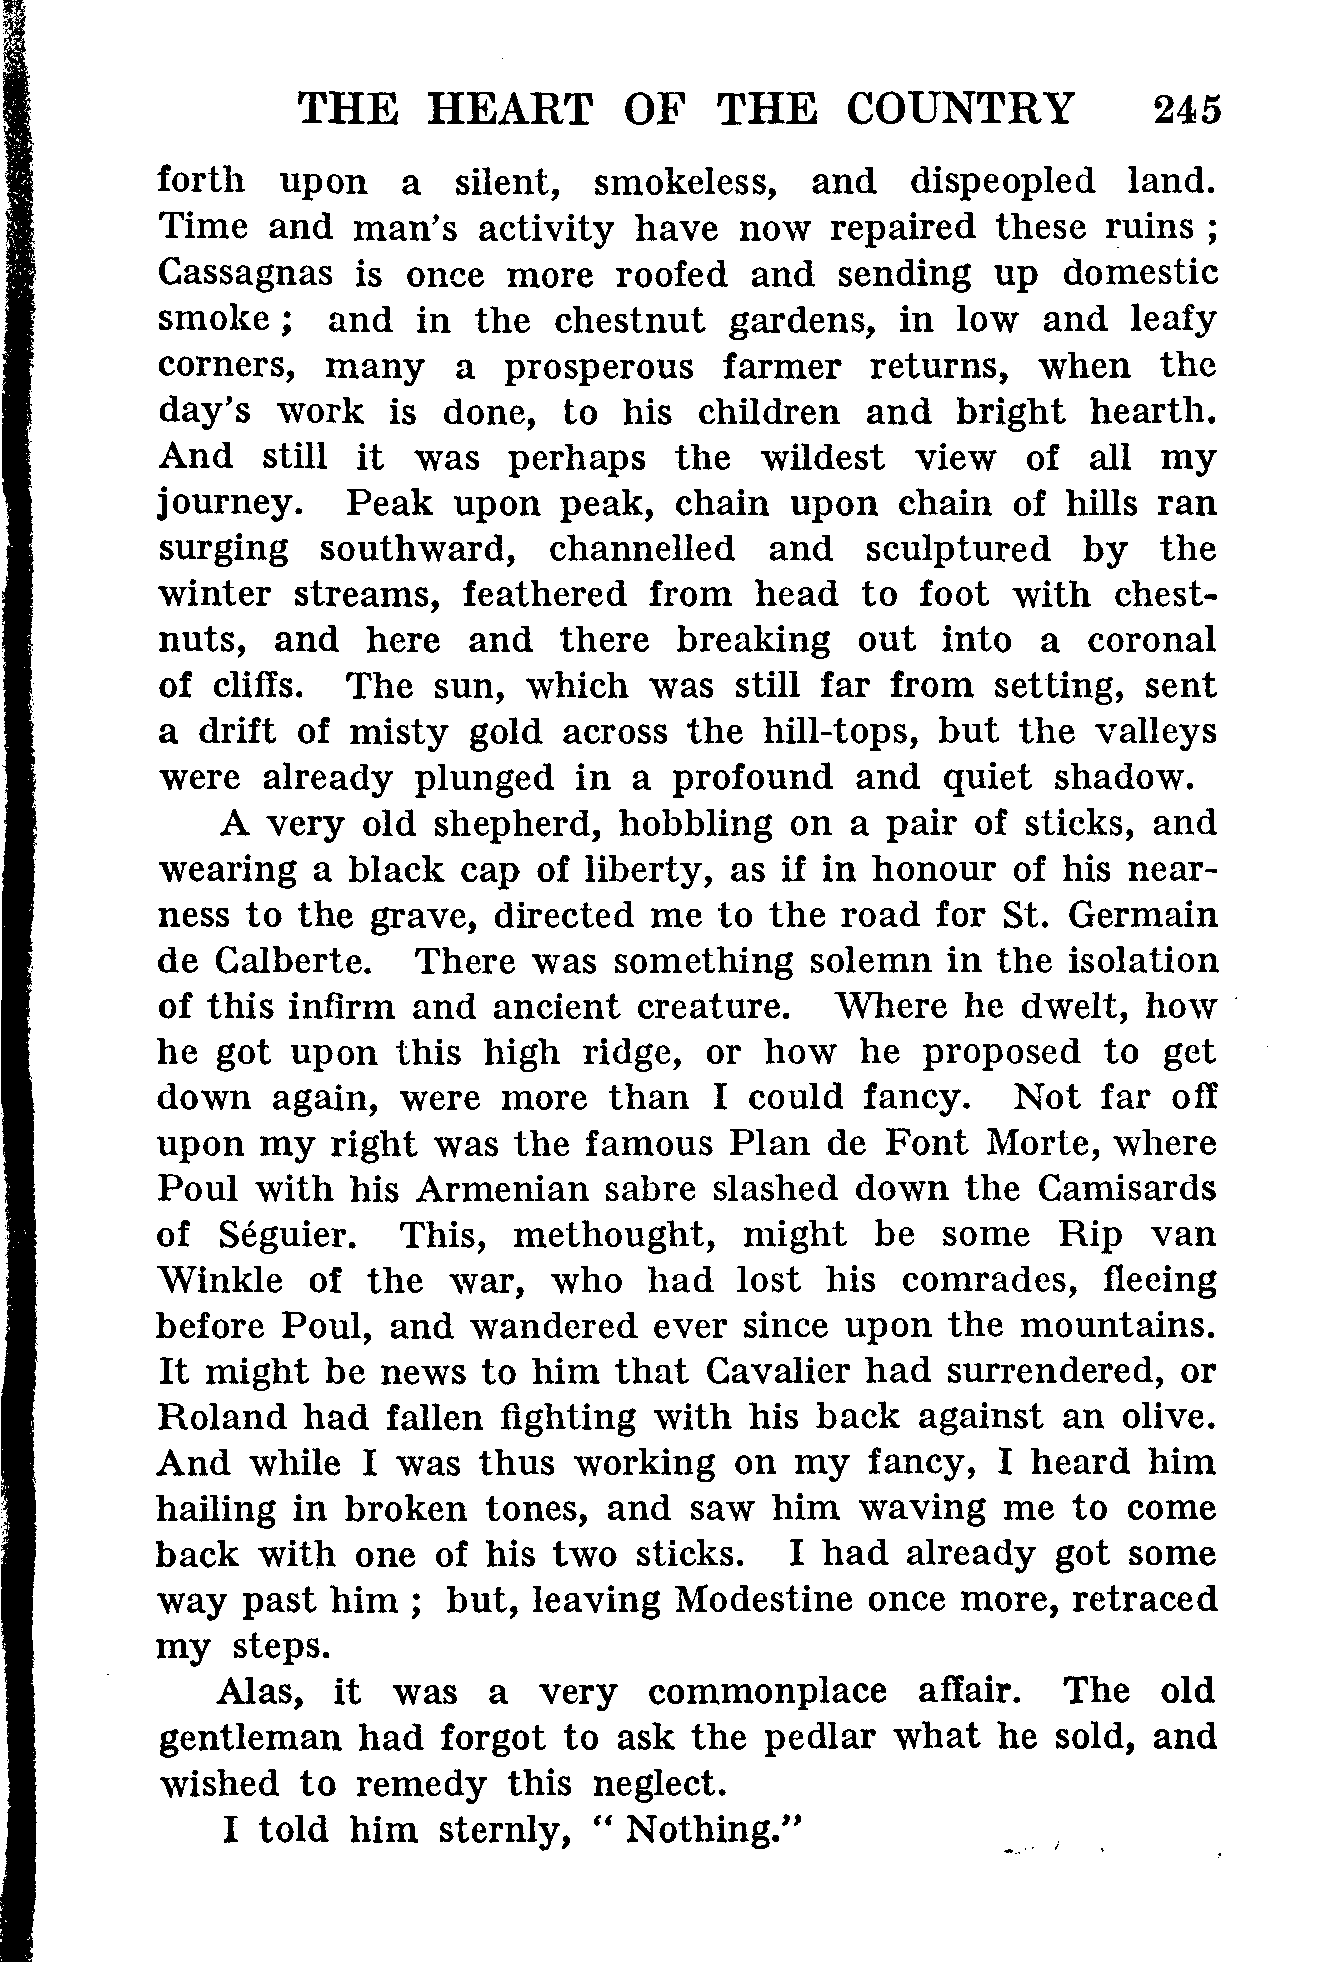 THE HEART OF THE COUNTRY 245
forth upon a silent, smokeless, and dispeopled land.
Time and man's activity have now repaired these ruins ;
Cassagnas is once more roofed and sending up domestic
smoke ; and in the chestnut gardens, in low and leafy
corners, many a prosperous farmer returns, when the
day's work is done, to his children and bright hearth.
And still it was perhaps the wildest view of all my
journey. Peak upon peak, chain upon chain of hills ran
surging southward, channelled and sculptured by the
winter streams, feathered from head to foot with chest-
nuts, and here and there breaking out into a coronal
of cliffs. The sun, which was still far from setting, sent
a drift of misty gold across the hill-tops, but the valleys
were already plunged in a profound and quiet shadow.
A very old shepherd, hobbling on a pair of sticks, and
wearing a black cap of liberty, as if in honour of his near-
ness to the grave, directed me to the road for St. Germain
de Calberte. There was something solemn in the isolation
of this infirm and ancient creature. Where he dwelt, how
he got upon this high ridge, or how he proposed to get
down again, were more than I could fancy. Not far off
upon my right was the famous Plan de Font Morte, where
Poul with his Armenian sabre slashed down the Camisards
of Séguier. This, methought, might be some Rip van
Winkle of the war, who had lost his comrades, fleeing
before Poul, and wandered ever since upon the mountains.
It might be news to him that Cavalier had surrendered, or
Roland had fallen fighting with his back against an olive.
And while I was thus working on my fancy, I heard him
hailing in broken tones, and saw him waving me to come
back with one of his two sticks. I had already got some
way past him ; but, leaving Modestine once more, retraced
my steps.
Alas, it was a very commonplace affair. The old
gentleman had forgot to ask the pedlar what he sold, and
wished to remedy this neglect.
I told him sternly, “ Nothing.”